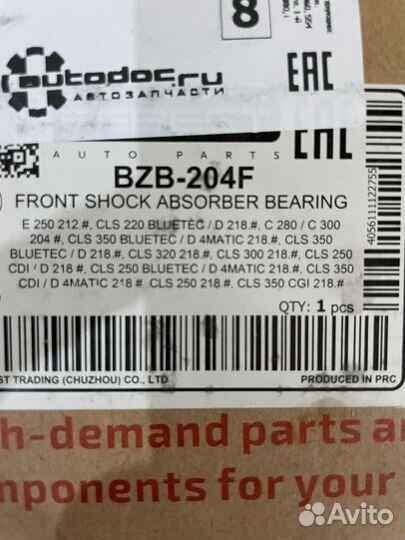 8
autodoc.ru
АВТОЗАПЧАСТИ
EAC
AUTO PARTS
BZB-204F
FRONT SHOCK ABSORBER BEARING
E 250 212.#, CLS 220 BLUETEC / D 218.#, C 280 / C 300
204 #, CLS 350 BLUETEC / D 4MATIC 218.#, CLS 350
BLUETEC / D 218.#, CLS 320 218.#, CLS 300 218.#, CLS 250
CDI / D 218 #, CLS 250 BLUETEC / D 4MATIC 218.#, CLS 350
CDI / D 4MATIC 218 #, CLS 250 218.#, CLS 350 CGI 218.#
4056111122755
QTY: 1 pcs
ST TRADING (CHUZHOU) CO., LTD
PRODUCED IN PRC
h-demand parts a
mponents for your
Avito